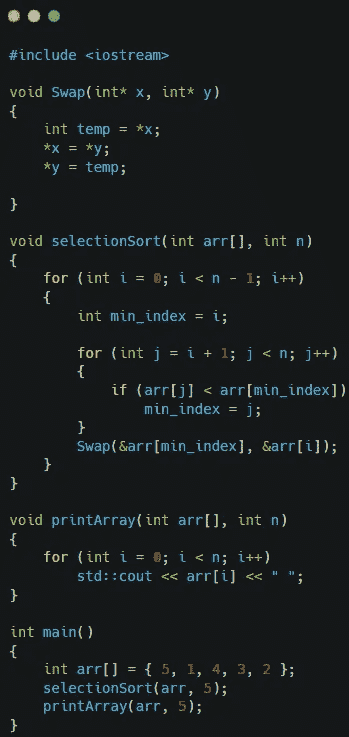 #include <iostream>
void Swap(int* x, int* y)
{
    int temp = *x;
    *x = *y;
    *y = temp;
}
void selectionSort(int arr[], int n)
{
    for (int i = 0; i < n - 1; i++)
    {
        int min_index = i;
        for (int j = i + 1; j < n; j++)
        {
            if (arr[j] < arr[min_index])
                min_index = j;
        }
        Swap(&arr[min_index], &arr[i]);
    }
}
void printArray(int arr[], int n)
{
    for (int i = 0; i < n; i++)
        std::cout << arr[i] << " ";
}
int main()
{
    int arr[] = { 5, 1, 4, 3, 2 };
    selectionSort(arr, 5);
    printArray(arr, 5);
}